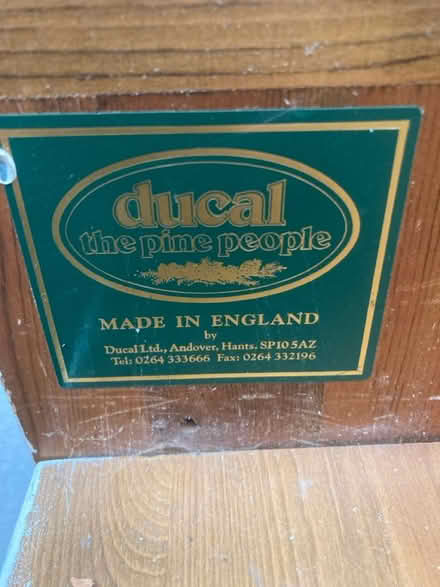 ducal
the pine people
MADE IN ENGLAND
by
Ducal Ltd., Andover, Hants. SP10 5AZ
Tel: 0264 333666 Fax: 0264 332196